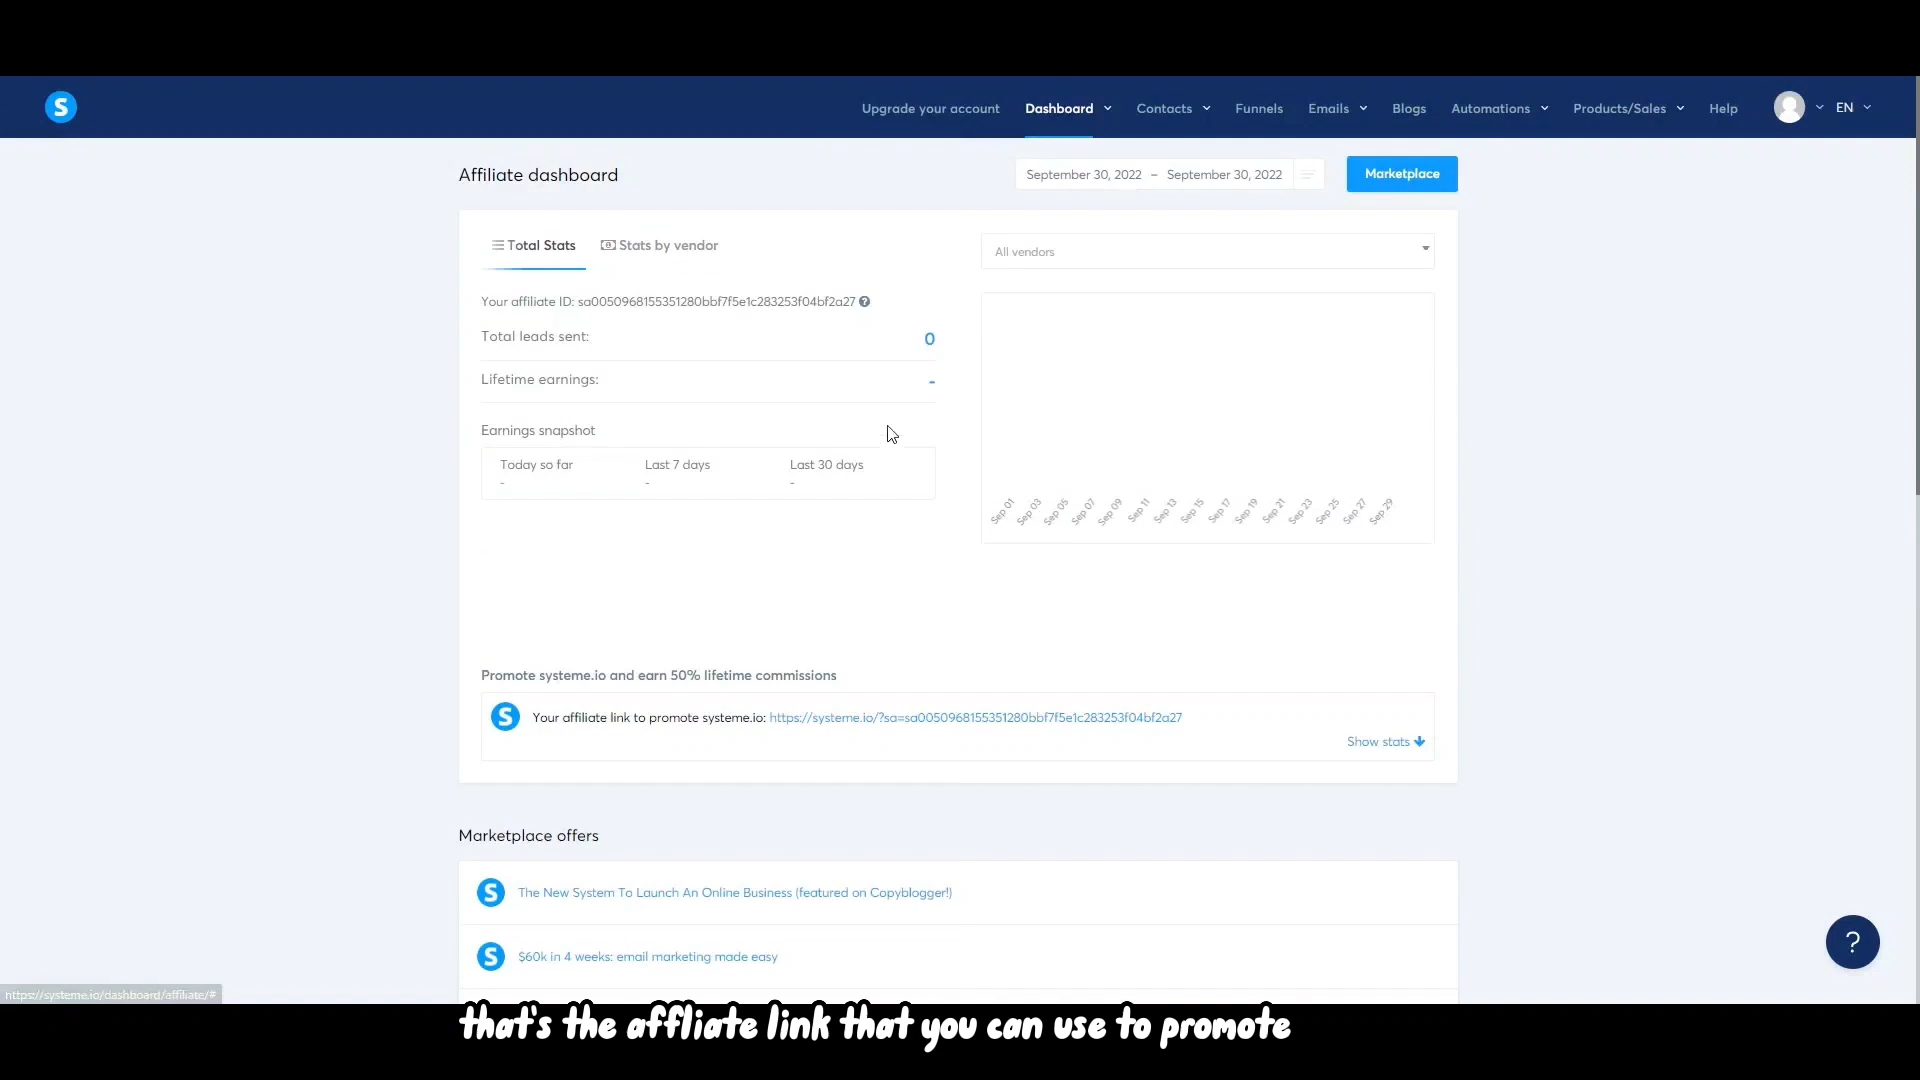 S
Upgrade your account Dashboard Contacts Funnels Emails Blogs Automations Products/Sales Help EN
Affiliate dashboard
September 30, 2022 – September 30, 2022
Marketplace
Total Stats Stats by vendor
All vendors
Your affiliate ID: sa0050968155351280bbf7f5e1c283253f04bf2a27 ?
Total leads sent: 0
Lifetime earnings: -
Earnings snapshot
Today so far Last 7 days Last 30 days
- - -
Sep 01 Sep 03 Sep 05 Sep 07 Sep 09 Sep 11 Sep 13 Sep 15 Sep 17 Sep 19 Sep 21 Sep 23 Sep 25 Sep 27 Sep 29
Promote systeme.io and earn 50% lifetime commissions
S Your affiliate link to promote systeme.io: https://systeme.io/?sa=sa0050968155351280bbf7f5e1c283253f04bf2a27
Show stats
Marketplace offers
S The New System To Launch An Online Business (featured on Copyblogger!)
S $60k in 4 weeks: email marketing made easy
?
https://systeme.io/dashboard/affiliate/#
that's the affliate link that you can use to promote